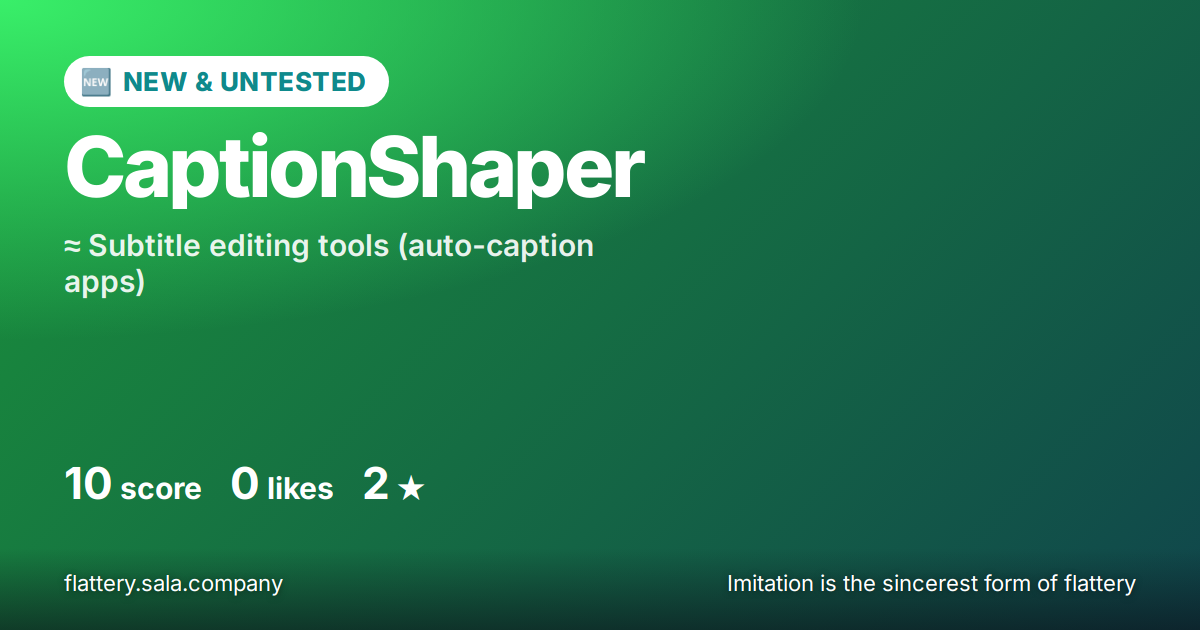 🆕 NEW & UNTESTED
CaptionShaper
≈ Subtitle editing tools (auto-caption
apps)
10 score 0 likes 2 ★
flattery.sala.company
Imitation is the sincerest form of flattery